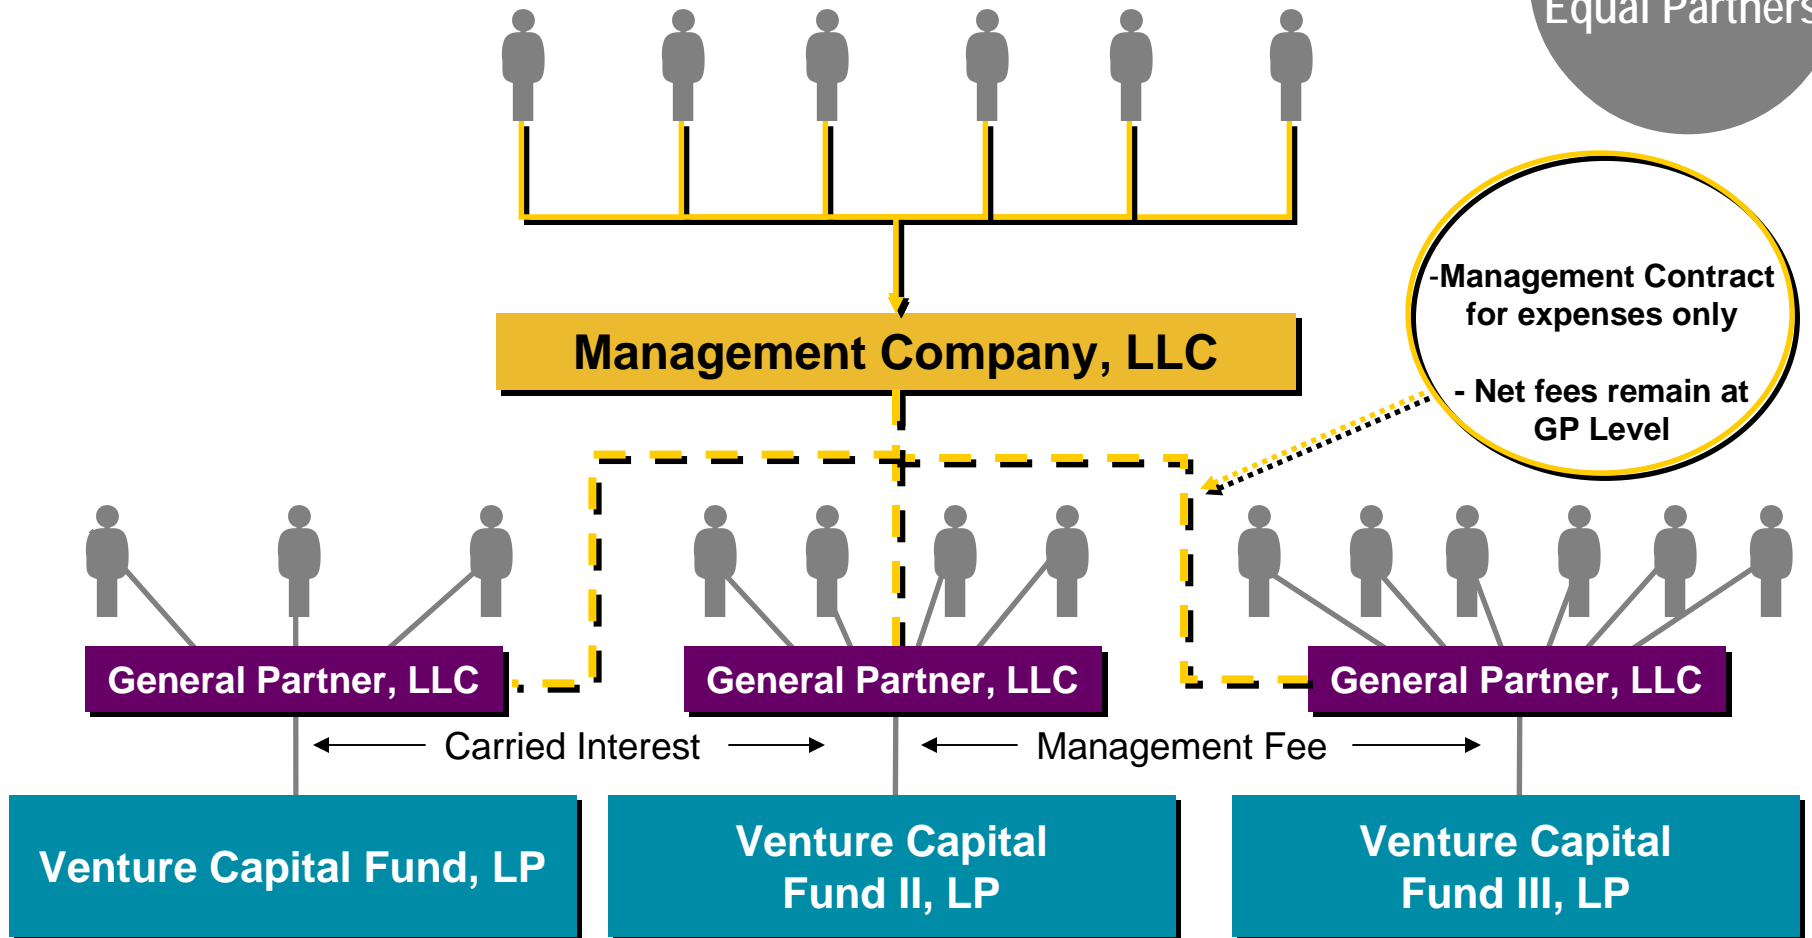 Equal Partners
-Management Contract
for expenses only
- Net fees remain at
GP Level
Management Company, LLC
General Partner, LLC
General Partner, LLC
General Partner, LLC
Carried Interest
Management Fee
Venture Capital Fund, LP
Venture Capital
Fund II, LP
Venture Capital
Fund III, LP